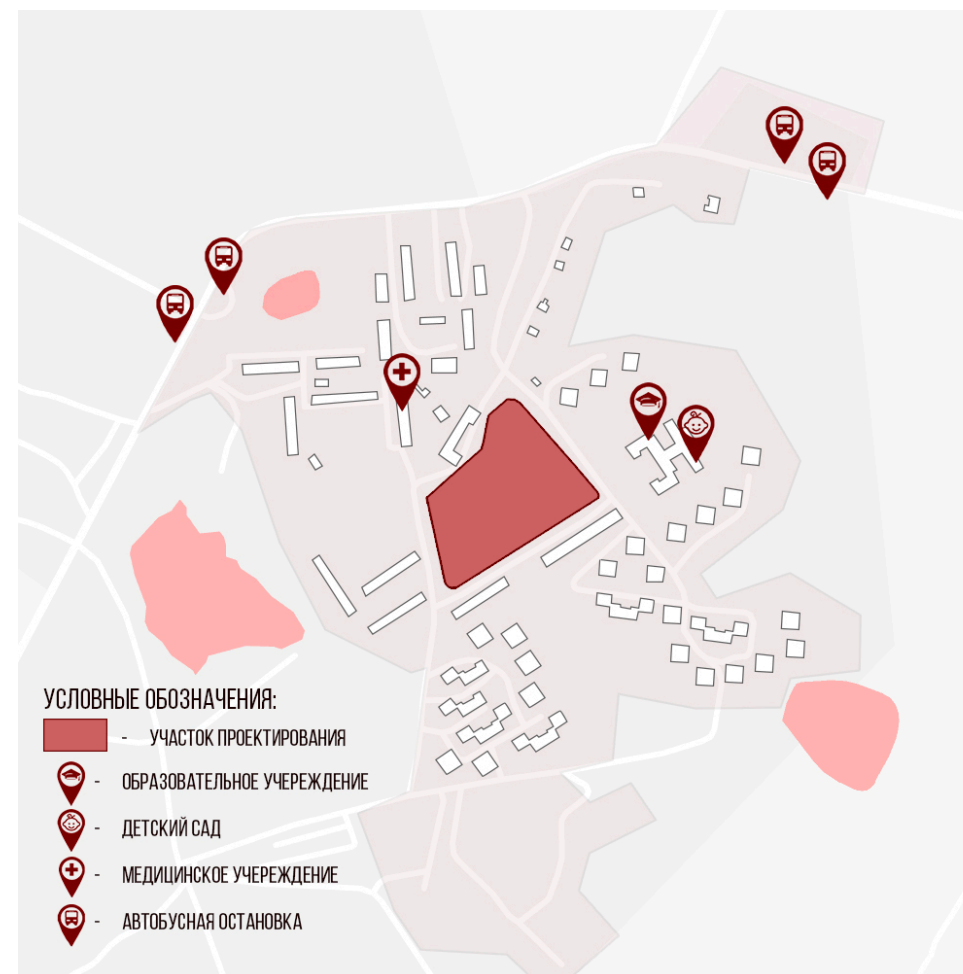 УСЛОВНЫЕ ОБОЗНАЧЕНИЯ:
- УЧАСТОК ПРОЕКТИРОВАНИЯ
- ОБРАЗОВАТЕЛЬНОЕ УЧЕРЕЖДЕНИЕ
- ДЕТСКИЙ САД
- МЕДИЦИНСКОЕ УЧЕРЕЖДЕНИЕ
- АВТОБУСНАЯ ОСТАНОВКА